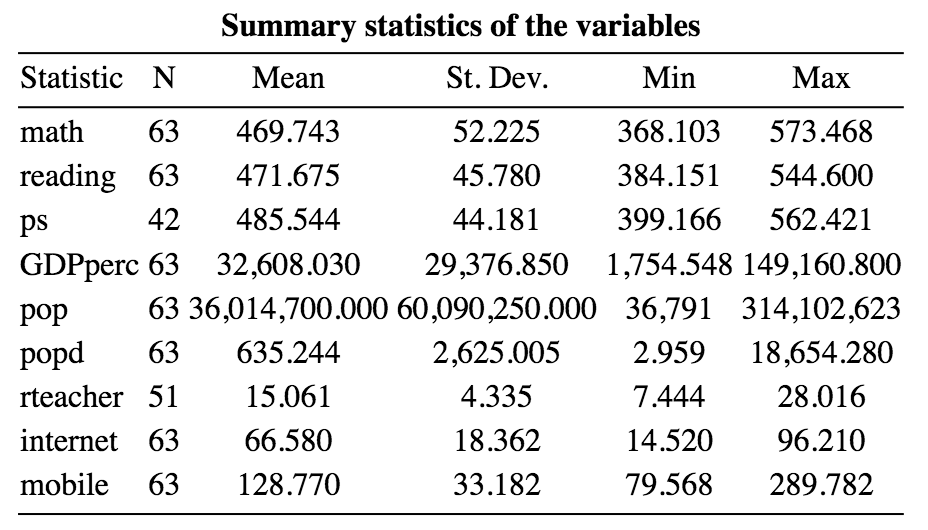 Summary statistics of the variables
Statistic N Mean St. Dev. Min Max
math 63 469.743 52.225 368.103 573.468
reading 63 471.675 45.780 384.151 544.600
ps 42 485.544 44.181 399.166 562.421
GDPperc 63 32,608.030 29,376.850 1,754.548 149,160.800
pop 63 36,014,700.000 60,090,250.000 36,791 314,102,623
popd 63 635.244 2,625.005 2.959 18,654.280
rteacher 51 15.061 4.335 7.444 28.016
internet 63 66.580 18.362 14.520 96.210
mobile 63 128.770 33.182 79.568 289.782